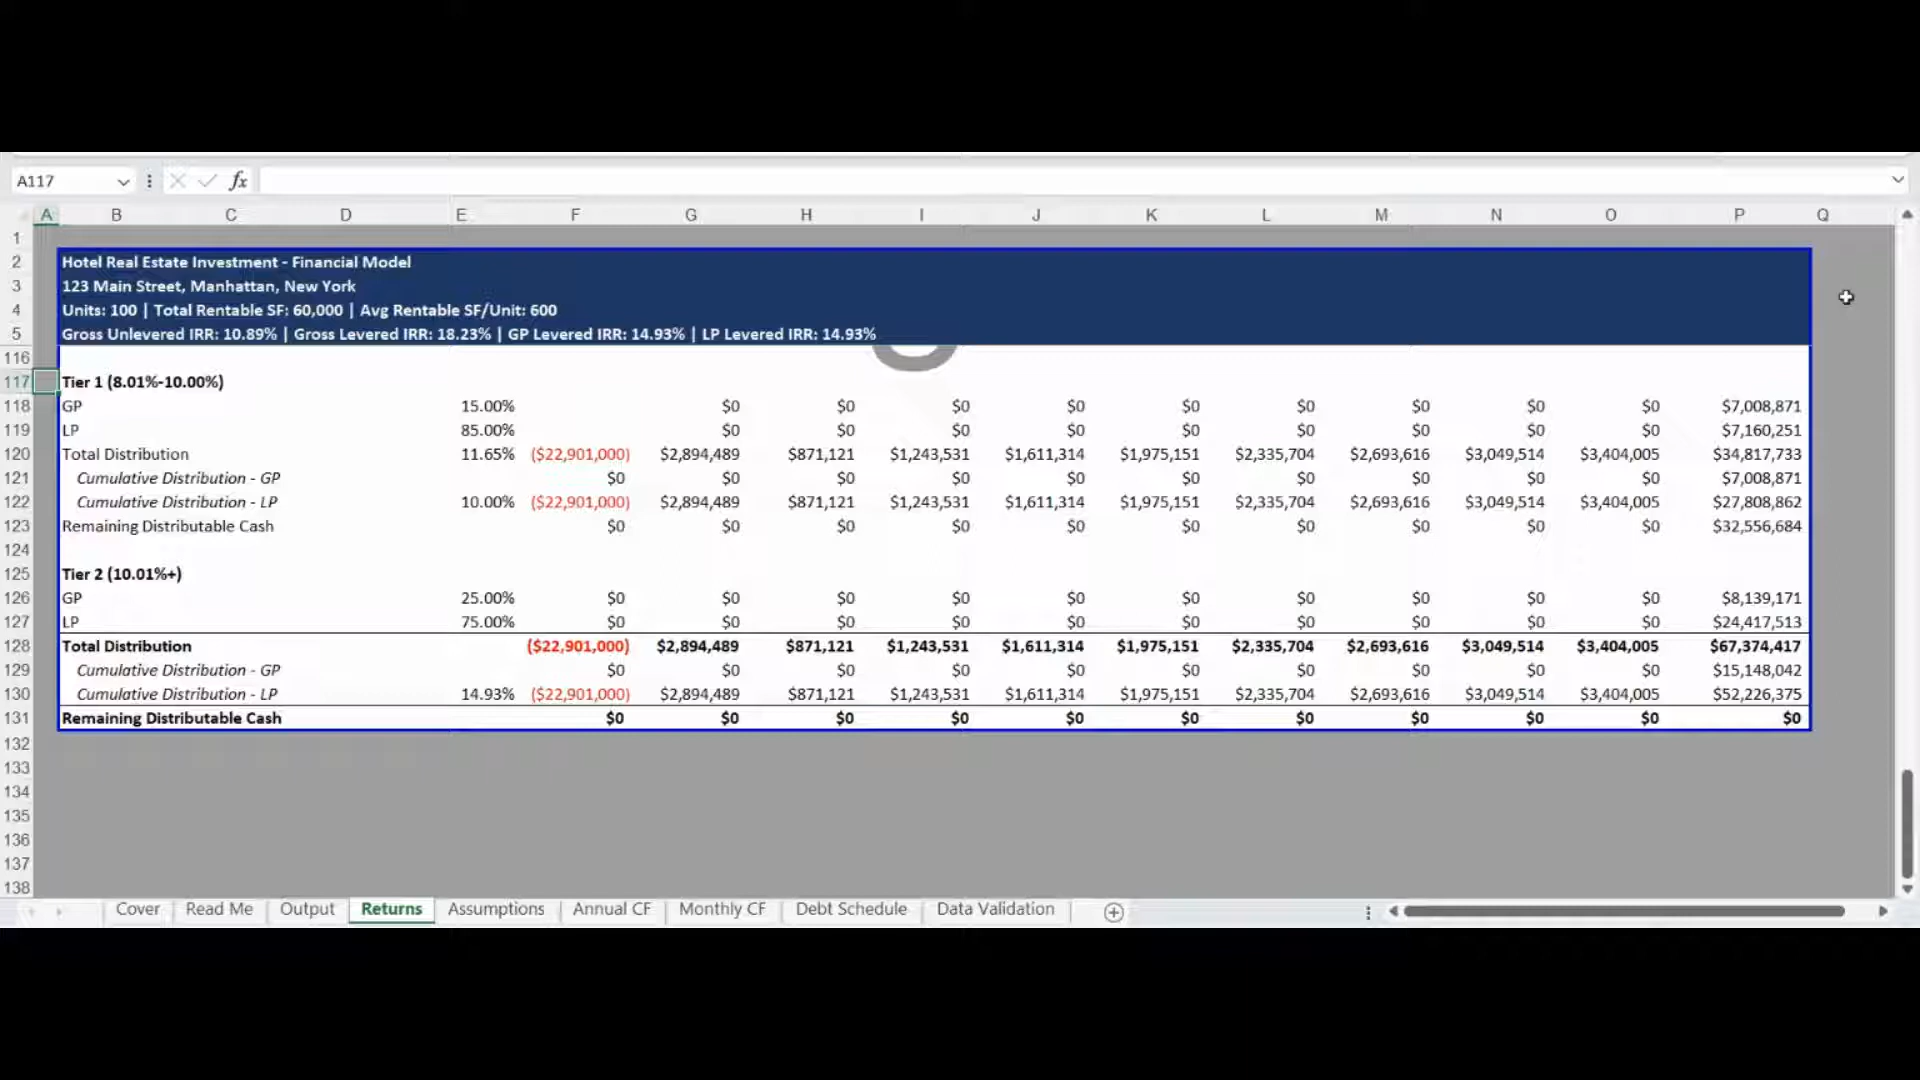 A117 fx
A B C D E F G H I J K L M N O P Q
1
2 Hotel Real Estate Investment - Financial Model
3 123 Main Street, Manhattan, New York
4 Units: 100 | Total Rentable SF: 60,000 | Avg Rentable SF/Unit: 600
5 Gross Unlevered IRR: 10.89% | Gross Levered IRR: 18.23% | GP Levered IRR: 14.93% | LP Levered IRR: 14.93%
116
117 Tier 1 (8.01%-10.00%)
118 GP 15.00% $0 $0 $0 $0 $0 $0 $0 $0 $0 $7,008,871
119 LP 85.00% $0 $0 $0 $0 $0 $0 $0 $0 $0 $7,160,251
120 Total Distribution 11.65% ($22,901,000) $2,894,489 $871,121 $1,243,531 $1,611,314 $1,975,151 $2,335,704 $2,693,616 $3,049,514 $3,404,005 $34,817,733
121 Cumulative Distribution - GP $0 $0 $0 $0 $0 $0 $0 $0 $0 $0 $7,008,871
122 Cumulative Distribution - LP 10.00% ($22,901,000) $2,894,489 $871,121 $1,243,531 $1,611,314 $1,975,151 $2,335,704 $2,693,616 $3,049,514 $3,404,005 $27,808,862
123 Remaining Distributable Cash $0 $0 $0 $0 $0 $0 $0 $0 $0 $0 $32,556,684
124
125 Tier 2 (10.01%+)
126 GP 25.00% $0 $0 $0 $0 $0 $0 $0 $0 $0 $0 $8,139,171
127 LP 75.00% $0 $0 $0 $0 $0 $0 $0 $0 $0 $0 $24,417,513
128 Total Distribution ($22,901,000) $2,894,489 $871,121 $1,243,531 $1,611,314 $1,975,151 $2,335,704 $2,693,616 $3,049,514 $3,404,005 $67,374,417
129 Cumulative Distribution - GP $0 $0 $0 $0 $0 $0 $0 $0 $0 $0 $15,148,042
130 Cumulative Distribution - LP 14.93% ($22,901,000) $2,894,489 $871,121 $1,243,531 $1,611,314 $1,975,151 $2,335,704 $2,693,616 $3,049,514 $3,404,005 $52,226,375
131 Remaining Distributable Cash $0 $0 $0 $0 $0 $0 $0 $0 $0 $0 $0
132
133
134
135
136
137
138
Cover Read Me Output Returns Assumptions Annual CF Monthly CF Debt Schedule Data Validation